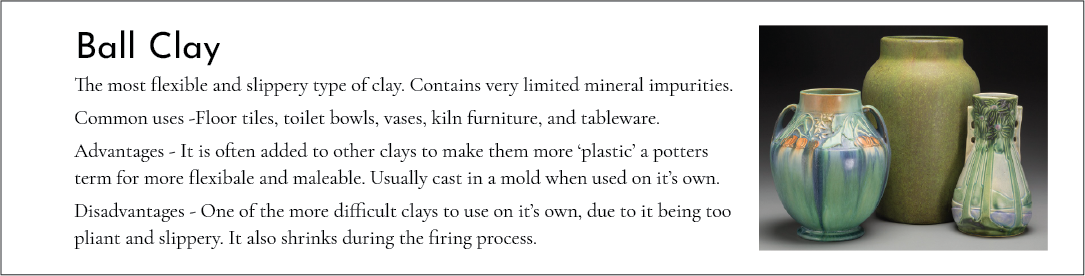 Ball Clay
The most flexible and slippery type of clay. Contains very limited mineral impurities.
Common uses -Floor tiles, toilet bowls, vases, kiln furniture, and tableware.
Advantages - It is often added to other clays to make them more ‘plastic’ a potters
term for more flexibale and maleable. Usually cast in a mold when used on it’s own.
Disadvantages - One of the more difficult clays to use on it’s own, due to it being too
pliant and slippery. It also shrinks during the firing process.